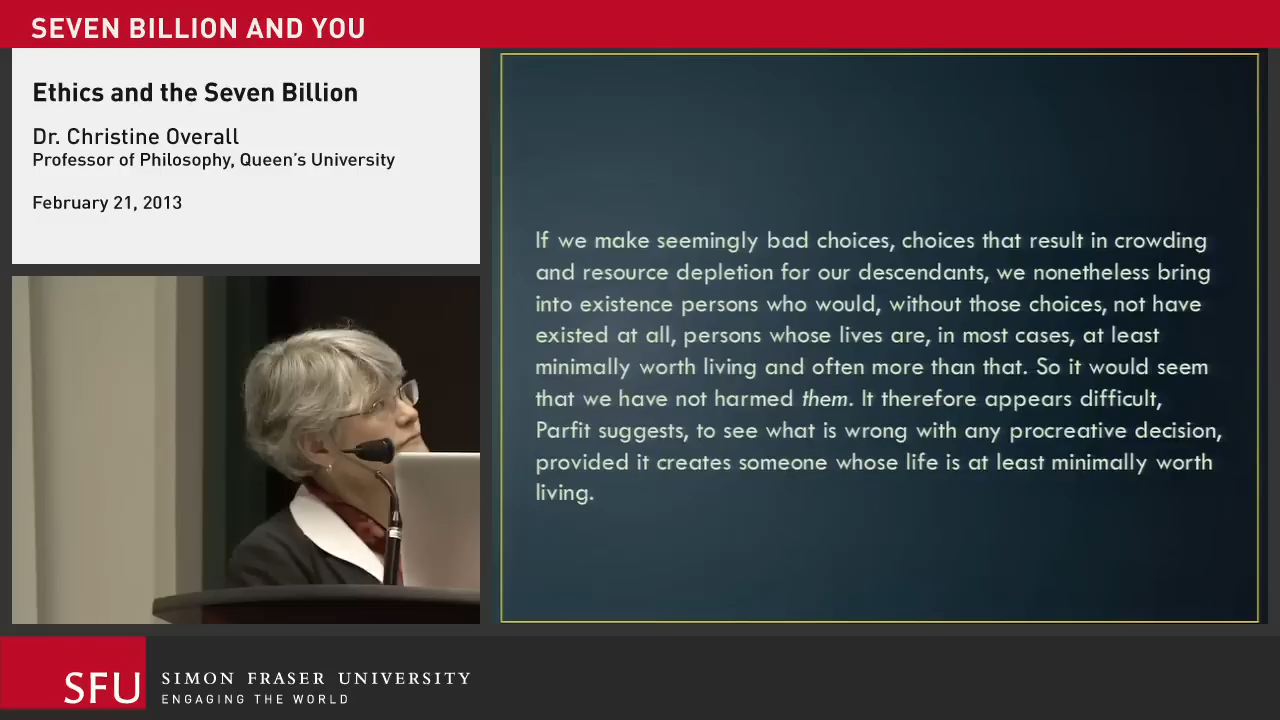 SEVEN BILLION AND YOU
Ethics and the Seven Billion
Dr. Christine Overall
Professor of Philosophy, Queen's University
February 21, 2013
If we make seemingly bad choices, choices that result in crowding
and resource depletion for our descendants, we nonetheless bring
into existence persons who would, without those choices, not have
existed at all, persons whose lives are, in most cases, at least
minimally worth living and often more than that. So it would seem
that we have not harmed them. It therefore appears difficult,
Parfit suggests, to see what is wrong with any procreative decision,
provided it creates someone whose life is at least minimally worth
living.
SFU
SIMON FRASER UNIVERSITY
ENGAGING THE WORLD